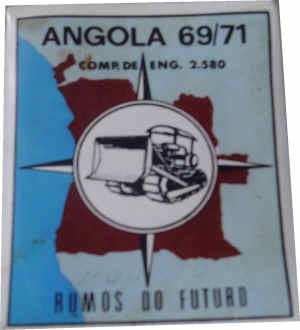 ANGOLA 69/71
COMP. DE ENG. 2.580
RUMOS DO FUTURO